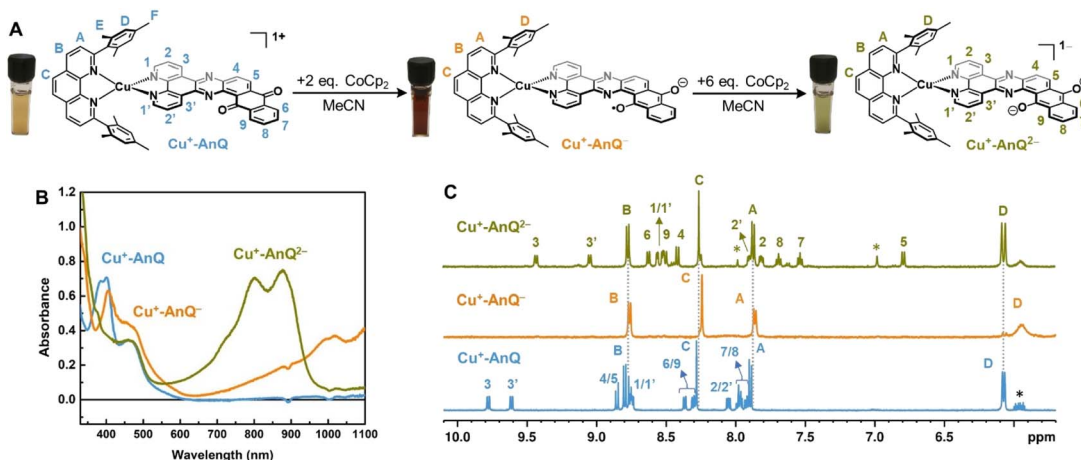 A
E D F
B A
C
1+
N N Cu N N N N
1 2 3 4 5 6 7 8 9
1' 2' 3'
O O
Cu⁺-AnQ
+2 eq. CoCp₂
MeCN
D
B A
C
N N Cu N N N N
O⊖
•O
Cu⁺-AnQ⁻
+6 eq. CoCp₂
MeCN
D
B A
C
1–
N N Cu N N N N
1 2 3 4 5 7 8 9
1' 2' 3'
⊖ O
Cu⁺-AnQ²⁻
B
Absorbance
1.2
1.0
0.8
0.6
0.4
0.2
0.0
Cu⁺-AnQ²⁻
Cu⁺-AnQ
Cu⁺-AnQ⁻
400 500 600 700 800 900 1000 1100
Wavelength (nm)
C
Cu⁺-AnQ²⁻
3 3' B 6 1/1' 9 4 C * 2' A 2 8 7 * 5 D
Cu⁺-AnQ⁻
B C A D
Cu⁺-AnQ
3 3' 4/5 B 1/1' 6/9 C 2/2' 7/8 A D *
10.0 9.5 9.0 8.5 8.0 7.5 7.0 6.5 ppm